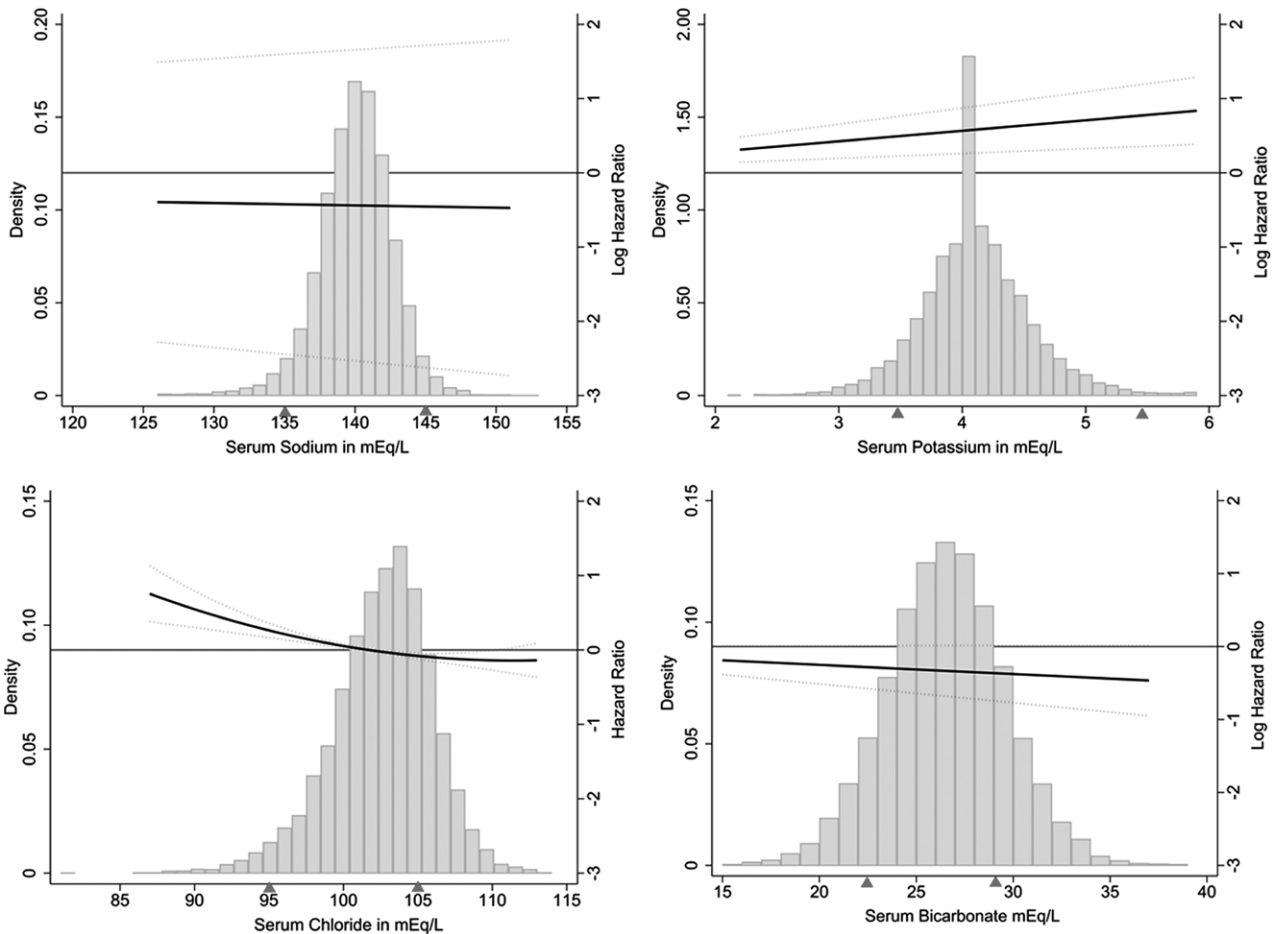 0.20
0.15
0.10
0.05
0
Density
2
1
0
-1
-2
-3
Log Hazard Ratio
120 125 130 135 140 145 150 155
Serum Sodium in mEq/L
2.00
1.50
1.00
0.50
0
Density
2
1
0
-1
-2
-3
Log Hazard Ratio
2 3 4 5 6
Serum Potassium in mEq/L
0.15
0.10
0.05
0
Density
2
1
0
-1
-2
-3
Hazard Ratio
85 90 95 100 105 110 115
Serum Chloride in mEq/L
0.15
0.10
0.05
0
Density
2
1
0
-1
-2
-3
Log Hazard Ratio
15 20 25 30 35 40
Serum Bicarbonate mEq/L